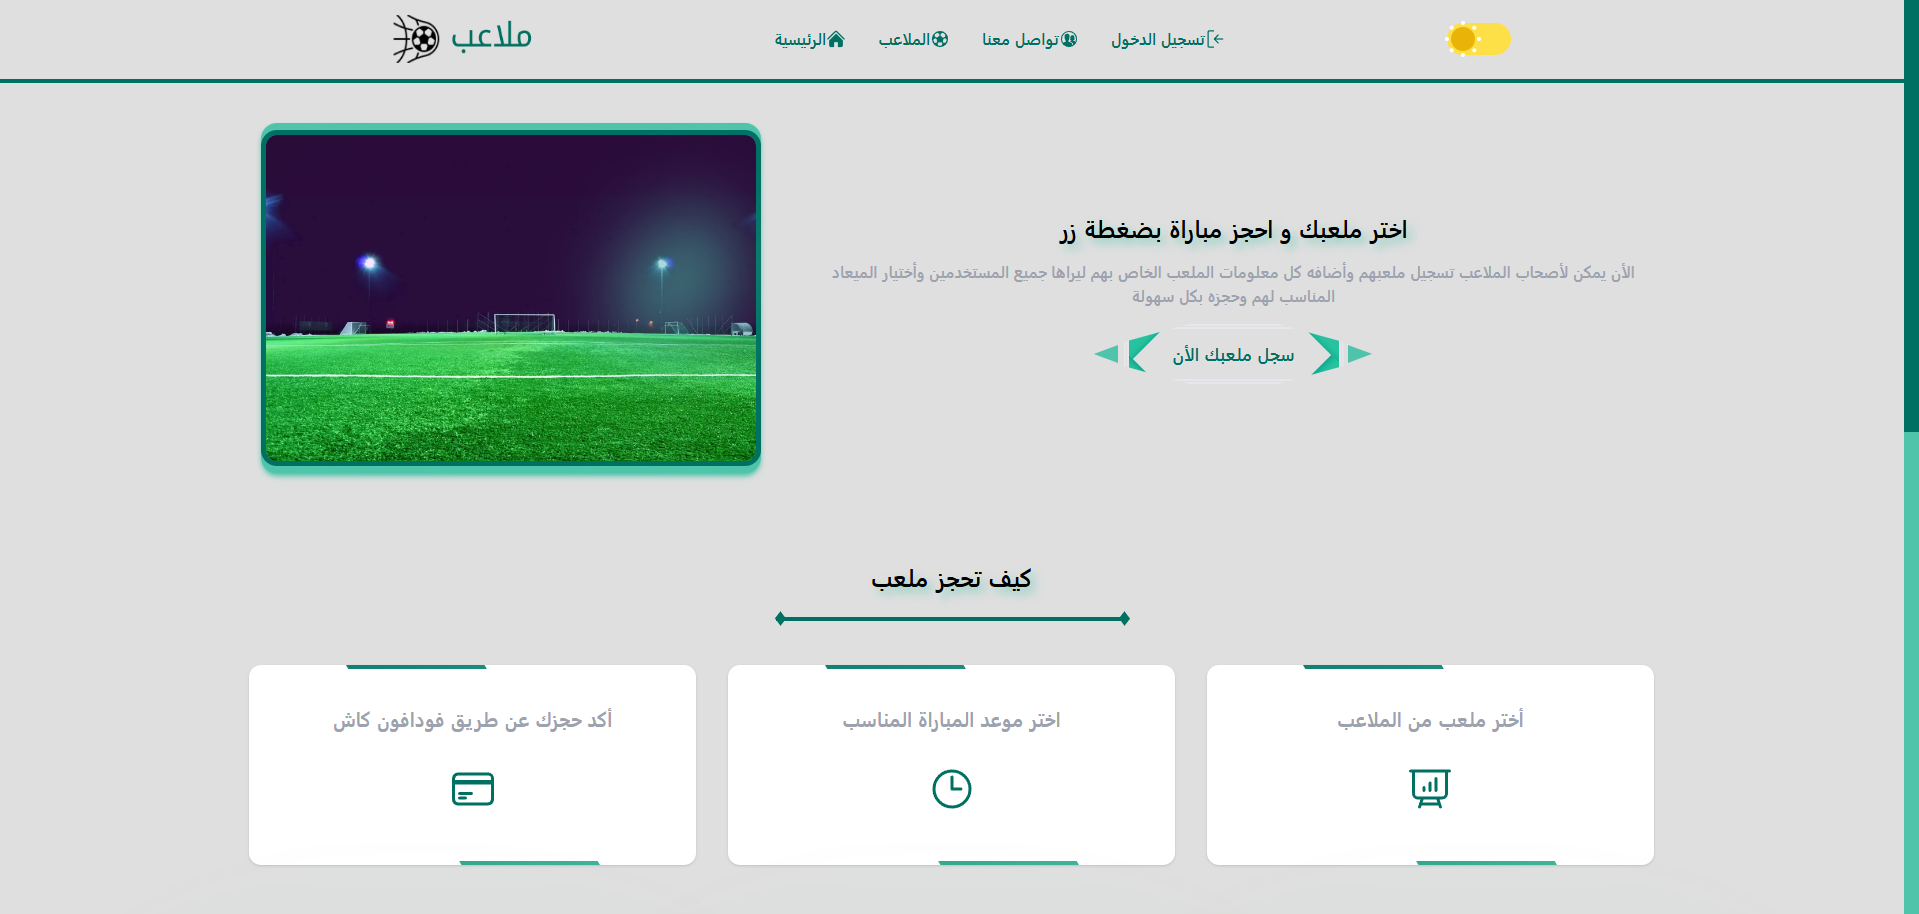 ملاعب
الرئيسية
الملاعب
تواصل معنا
تسجيل الدخول
اختر ملعبك و احجز مباراة بضغطة زر
الأن يمكن لأصحاب الملاعب تسجيل ملعبهم وأضافه كل معلومات الملعب الخاص بهم ليراها جميع المستخدمين وأختيار الميعاد
المناسب لهم وحجزه بكل سهولة
سجل ملعبك الأن
كيف تحجز ملعب
أختر ملعب من الملاعب
اختر موعد المباراة المناسب
أكد حجزك عن طريق فودافون كاش